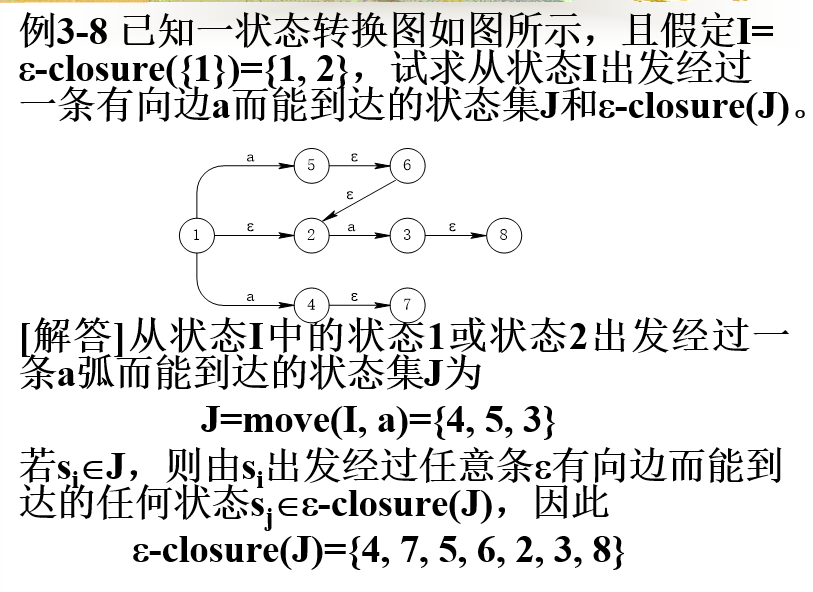 例3-8 已知一状态转换图如图所示，且假定I=
ε-closure({1})={1, 2}，试求从状态I出发经过
一条有向边a而能到达的状态集J和ε-closure(J)。
a 5 ε 6
ε
1 ε 2 a 3 ε 8
a 4 ε 7
[解答]从状态I中的状态1或状态2出发经过一
条a弧而能到达的状态集J为
J=move(I, a)={4, 5, 3}
若si∈J，则由si出发经过任意条ε有向边而能到
达的任何状态sj∈ε-closure(J)，因此
ε-closure(J)={4, 7, 5, 6, 2, 3, 8}